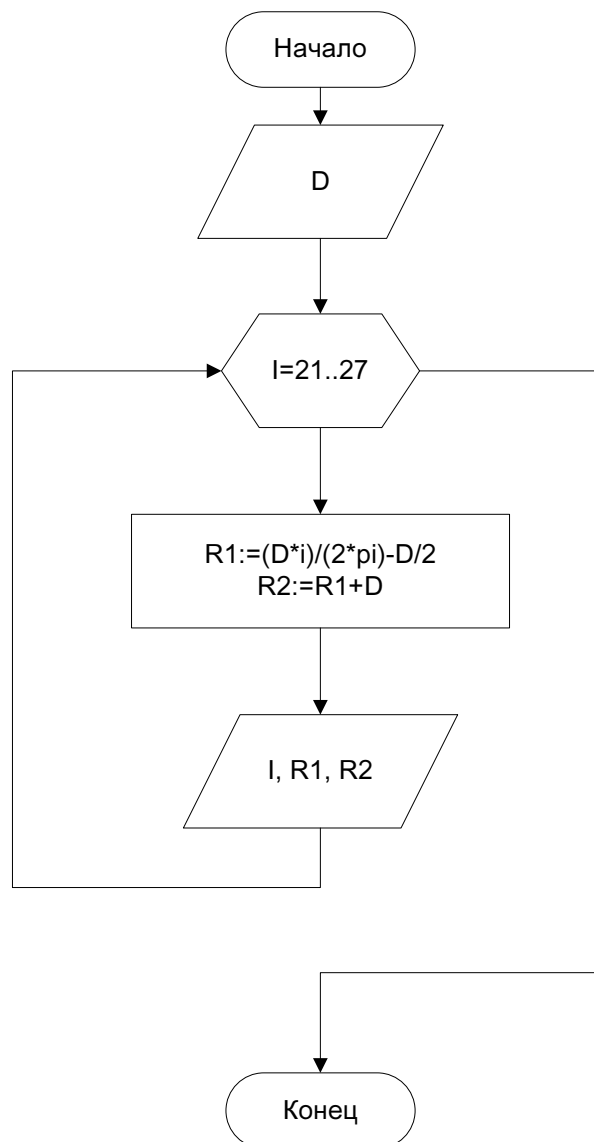 Начало
D
I=21..27
R1:=(D*i)/(2*pi)-D/2
R2:=R1+D
I, R1, R2
Конец